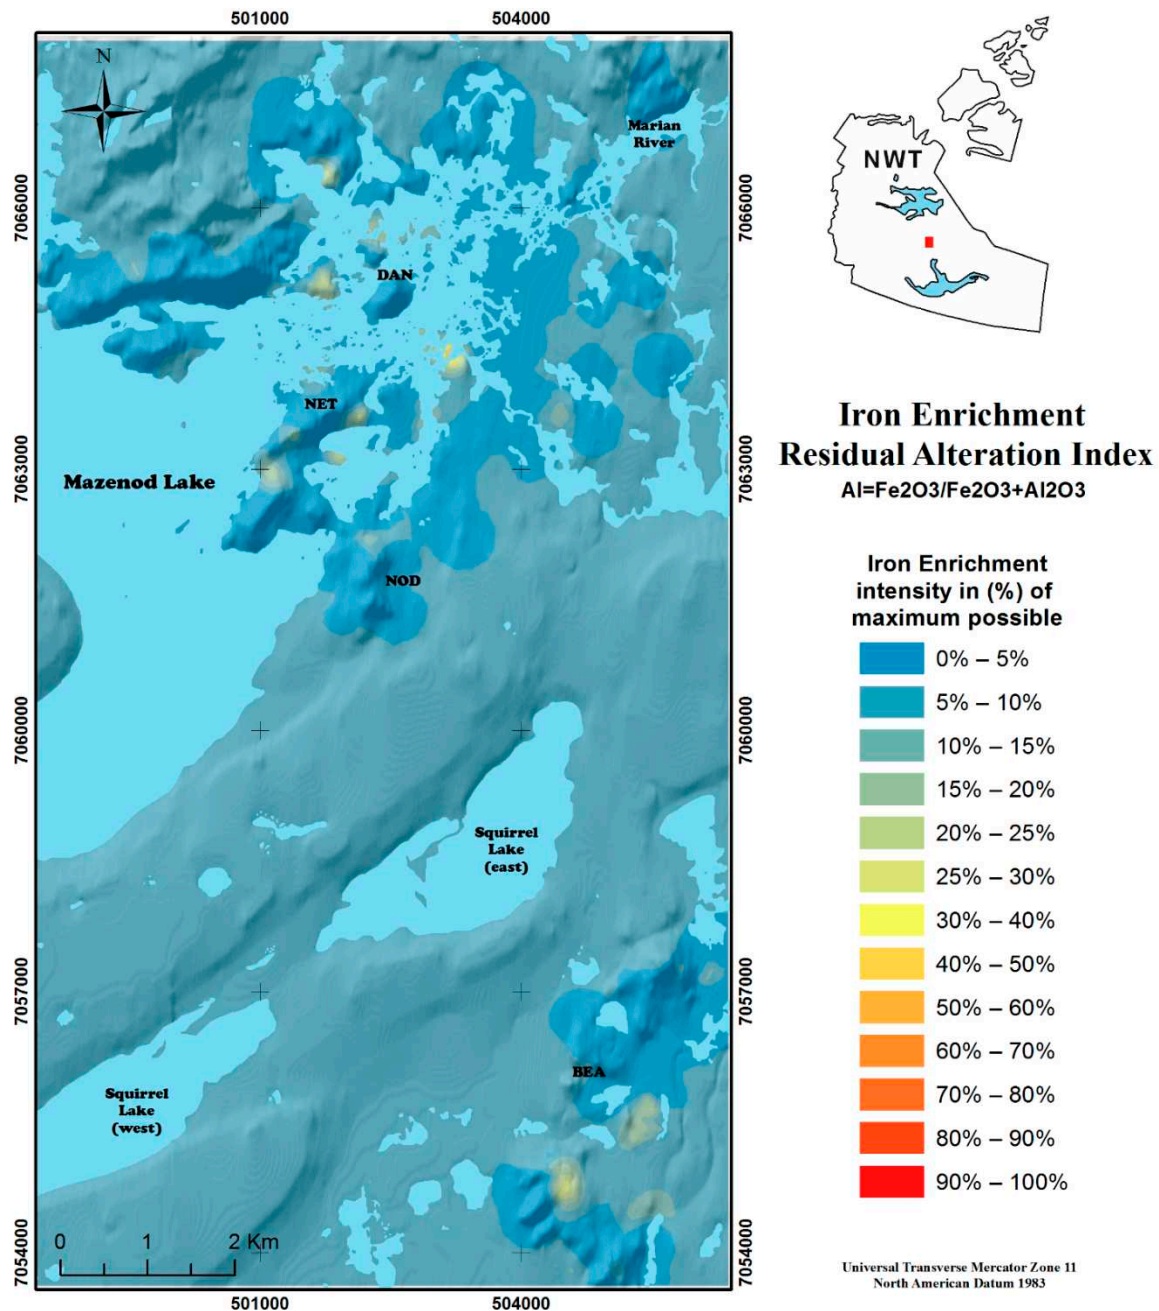 501000
504000
N
Marian
River
7066000
7066000
DAN
NET
7063000
7063000
Mazenod Lake
NOD
7060000
7060000
Squirrel
Lake
(east)
7057000
7057000
BEA
Squirrel
Lake
(west)
0
1
2 Km
7054000
7054000
501000
504000
NWT
Iron Enrichment
Residual Alteration Index
AI=Fe2O3/Fe2O3+Al2O3
Iron Enrichment
intensity in (%) of
maximum possible
0% – 5%
5% – 10%
10% – 15%
15% – 20%
20% – 25%
25% – 30%
30% – 40%
40% – 50%
50% – 60%
60% – 70%
70% – 80%
80% – 90%
90% – 100%
Universal Transverse Mercator Zone 11
North American Datum 1983